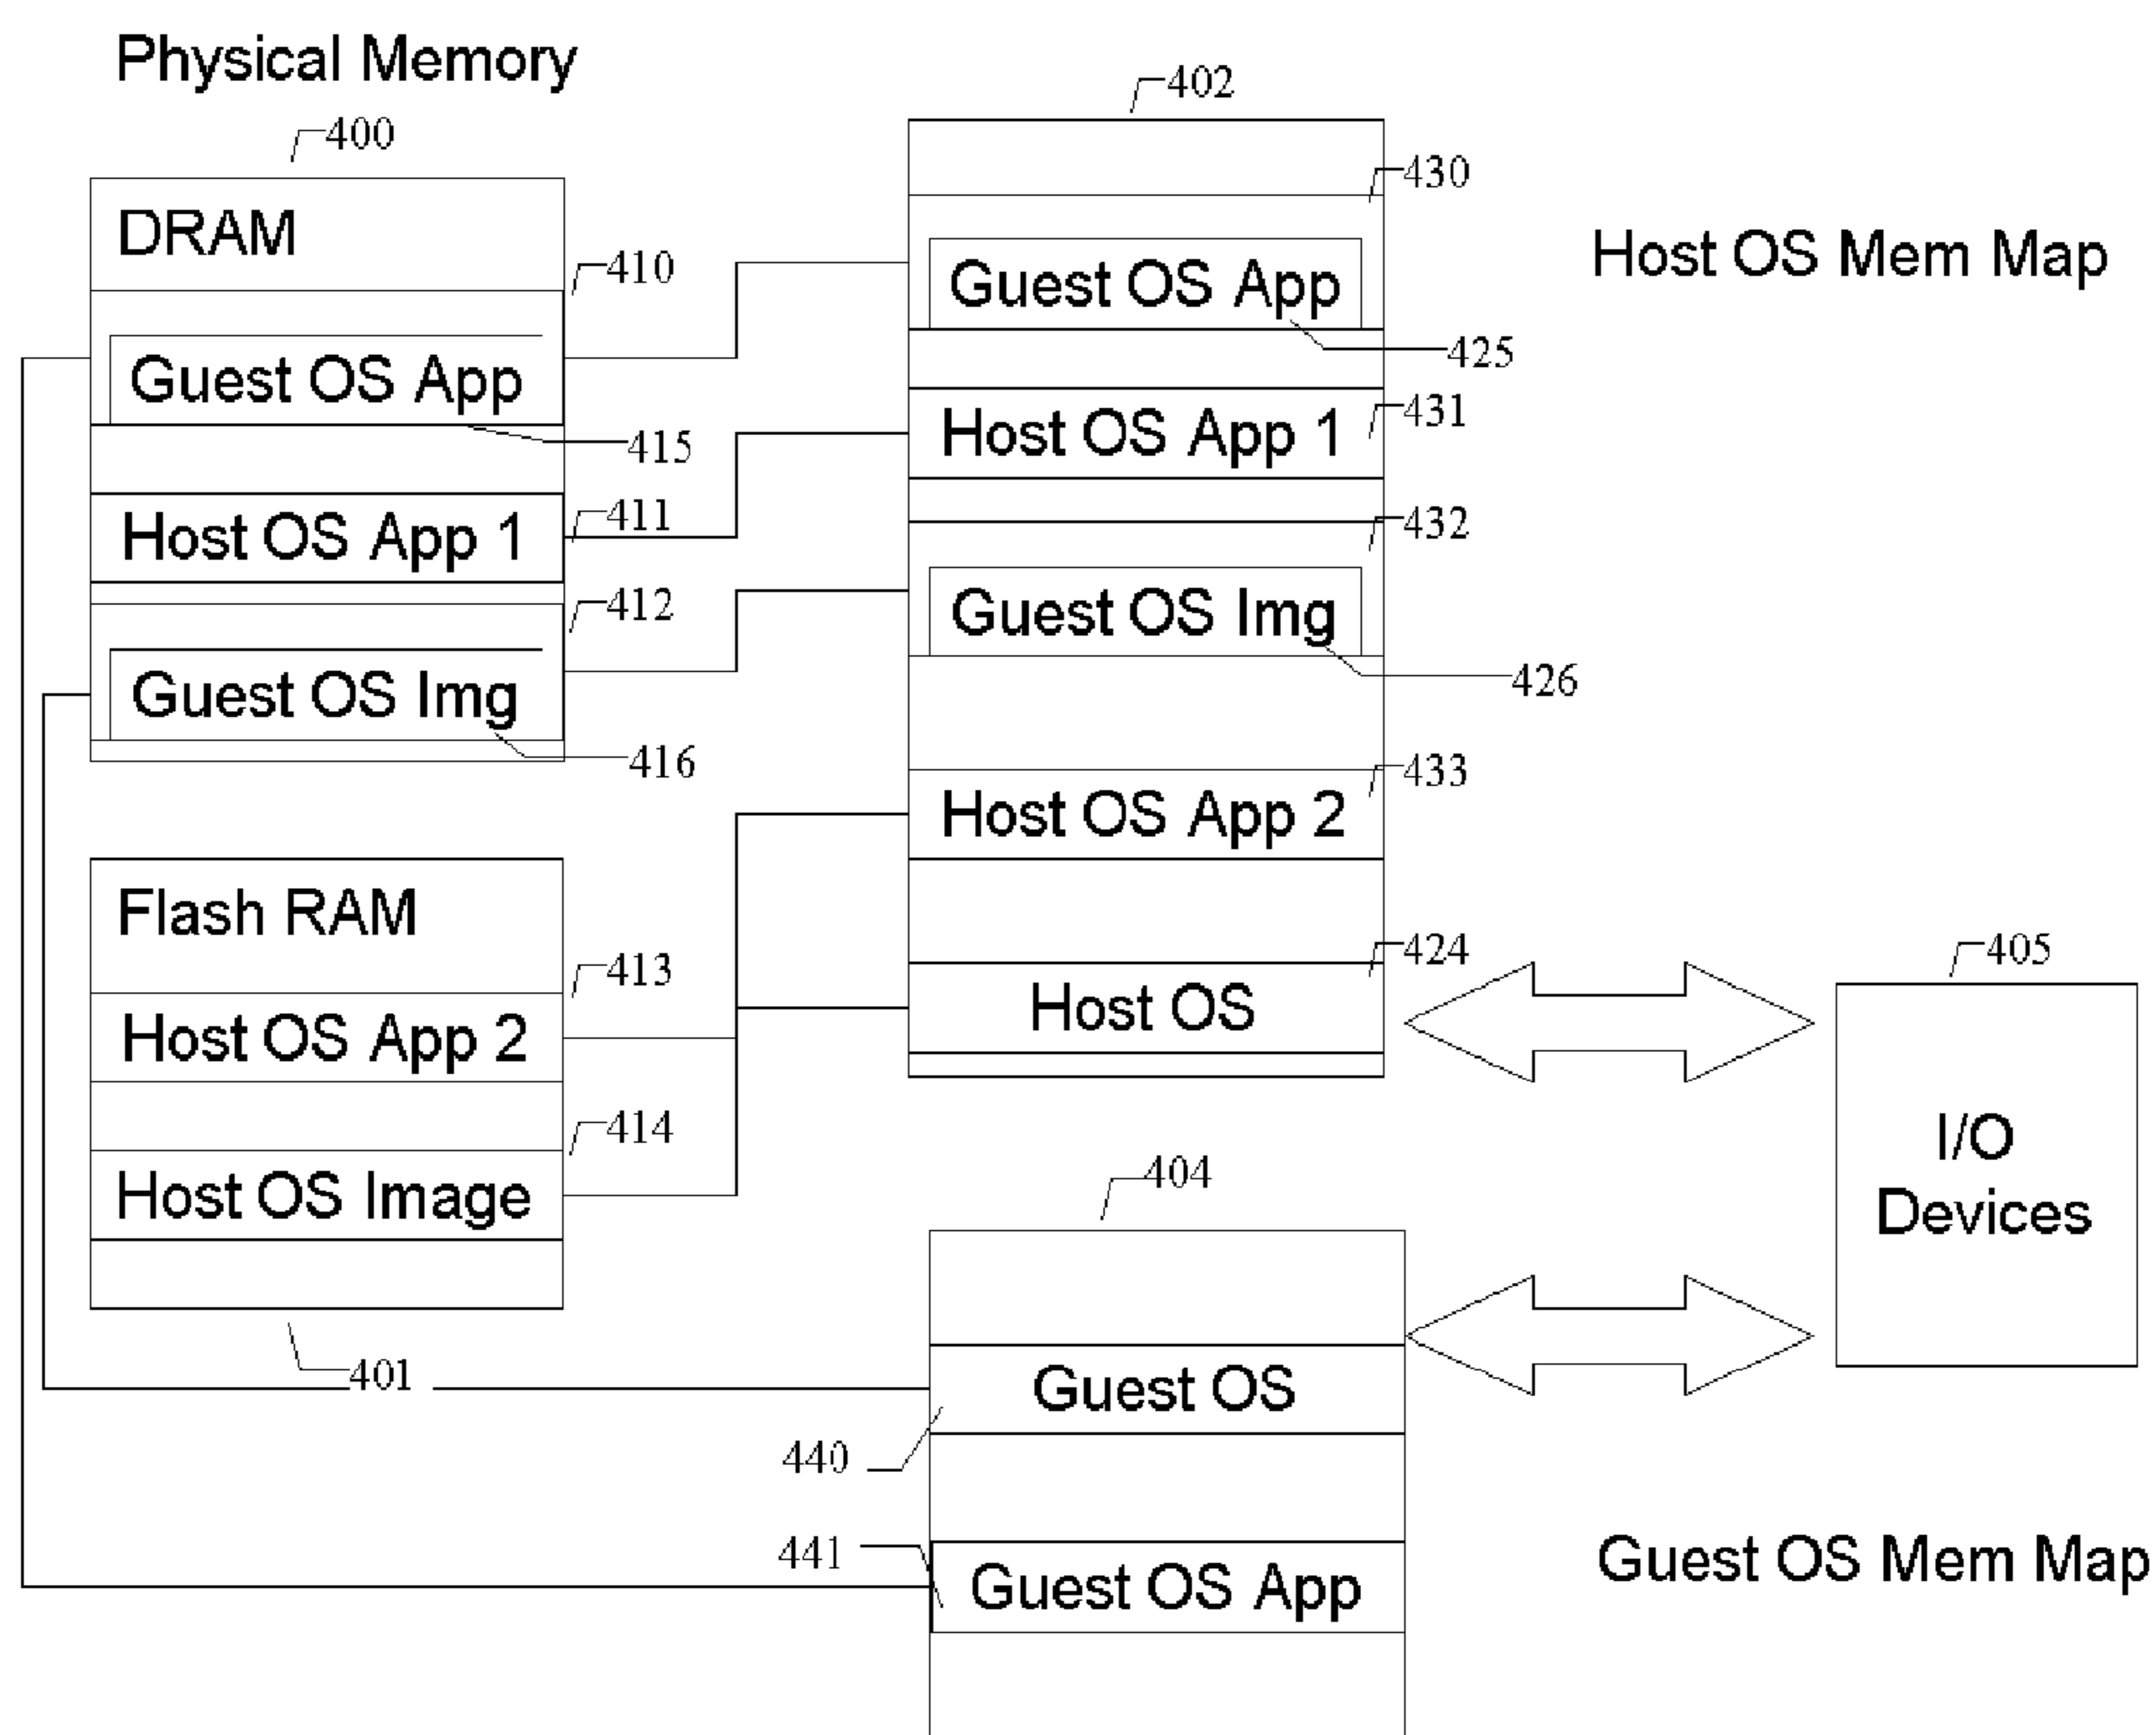 Physical Memory
400
DRAM
410
Guest OS App
415
Host OS App 1
411
412
Guest OS Img
416
Flash RAM
413
Host OS App 2
414
Host OS Image
401
402
430
Guest OS App
425
431
Host OS App 1
432
Guest OS Img
426
433
Host OS App 2
424
Host OS
Host OS Mem Map
405
I/O
Devices
404
Guest OS
440
441
Guest OS App
Guest OS Mem Map